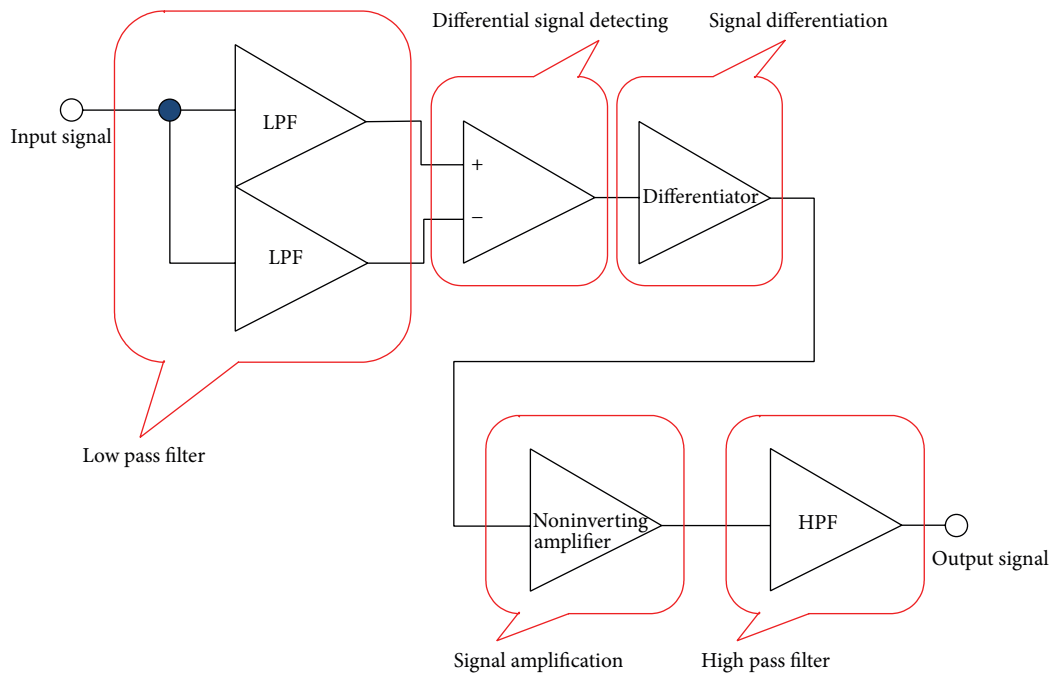 Differential signal detecting
Signal differentiation
Input signal
LPF
LPF
+
−
Differentiator
Low pass filter
Noninverting
amplifier
HPF
Output signal
Signal amplification
High pass filter